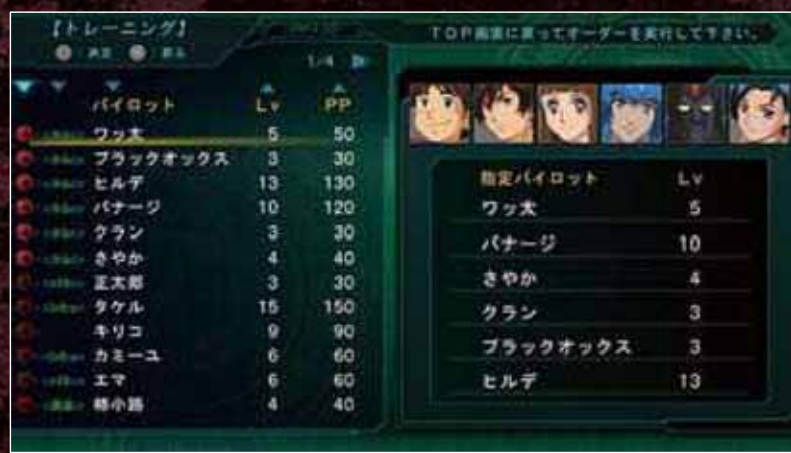 【トレーニング】
決定 戻る
TOP画面に戻ってオーダーを実行して下さい。
1/4
パイロット Lv PP
ワッ太 5 50
ブラックオックス 3 30
ヒルデ 13 130
バナージ 10 120
クラン 3 30
さやか 4 40
正太郎 3 30
タケル 15 150
キリコ 9 90
カミーユ 6 60
エマ 6 60
柿小路 4 40
指定パイロット Lv
ワッ太 5
バナージ 10
さやか 4
クラン 3
ブラックオックス 3
ヒルデ 13